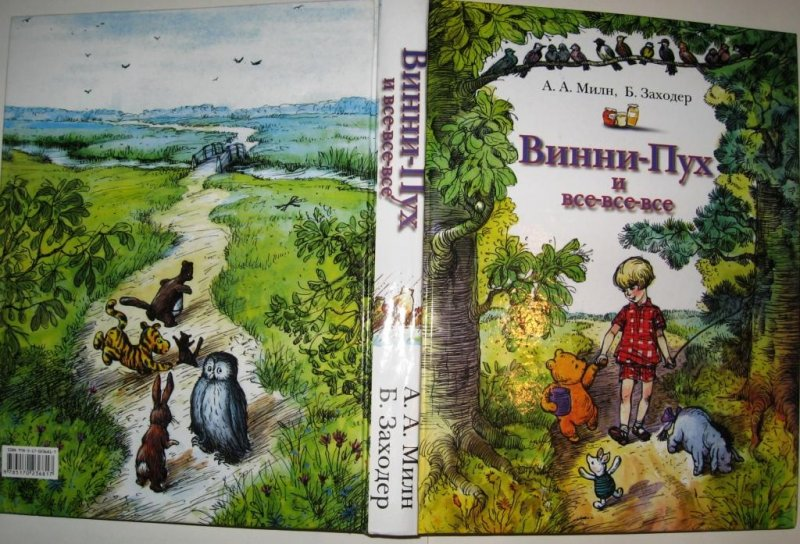 А. А. Милн, Б. Заходер
Винни-Пух
и
все-все-все
Винни-Пух
и все-все-все
А. А. Милн
Б. Заходер